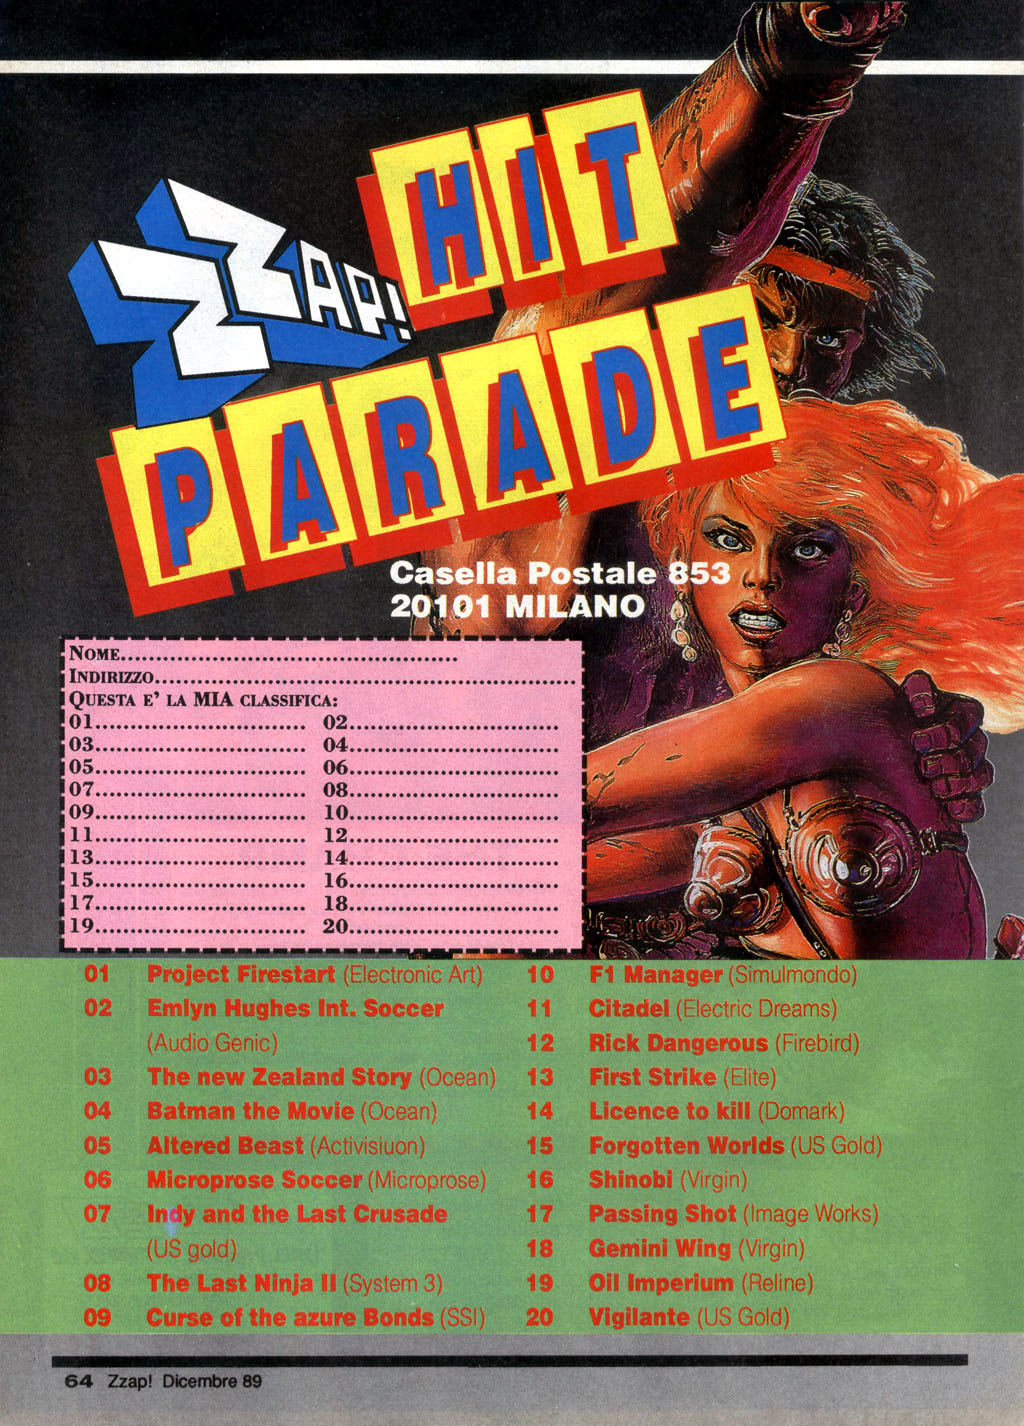 ZZAP!
HIT
PARADE
Casella Postale 853
20101 MILANO
NOME................................................
INDIRIZZO............................................................
QUESTA E' LA MIA CLASSIFICA:
01.............................. 02..............................
03.............................. 04..............................
05.............................. 06..............................
07.............................. 08..............................
09.............................. 10..............................
11.............................. 12..............................
13.............................. 14..............................
15.............................. 16..............................
17.............................. 18..............................
19.............................. 20..............................
01 Project Firestart (Electronic Art)
02 Emlyn Hughes Int. Soccer
(Audio Genic)
03 The new Zealand Story (Ocean)
04 Batman the Movie (Ocean)
05 Altered Beast (Activisiuon)
06 Microprose Soccer (Microprose)
07 Indy and the Last Crusade
(US gold)
08 The Last Ninja II (System 3)
09 Curse of the azure Bonds (SSI)
10 F1 Manager (Simulmondo)
11 Citadel (Electric Dreams)
12 Rick Dangerous (Firebird)
13 First Strike (Elite)
14 Licence to kill (Domark)
15 Forgotten Worlds (US Gold)
16 Shinobi (Virgin)
17 Passing Shot (Image Works)
18 Gemini Wing (Virgin)
19 Oil Imperium (Reline)
20 Vigilante (US Gold)
64 Zzap! Dicembre 89